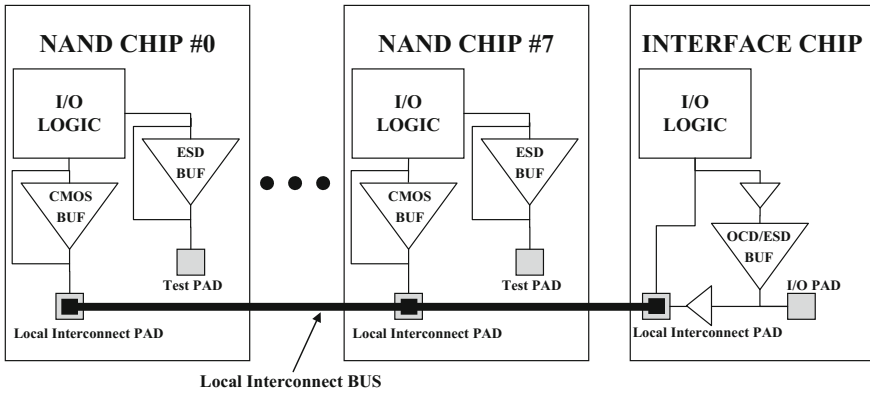 NAND CHIP #0
I/O
LOGIC
ESD
BUF
CMOS
BUF
Test PAD
Local Interconnect PAD
NAND CHIP #7
I/O
LOGIC
ESD
BUF
CMOS
BUF
Test PAD
Local Interconnect PAD
INTERFACE CHIP
I/O
LOGIC
OCD/ESD
BUF
I/O PAD
Local Interconnect PAD
Local Interconnect BUS